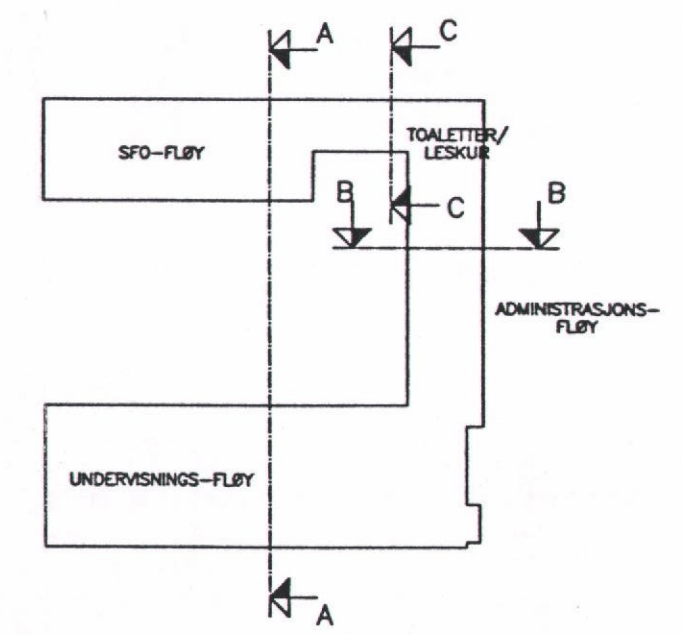 A
C
TOALETTER/
LESKUR
SFO-FLØY
B
B
C
ADMINISTRASJONS-
FLØY
UNDERVISNINGS-FLØY
A